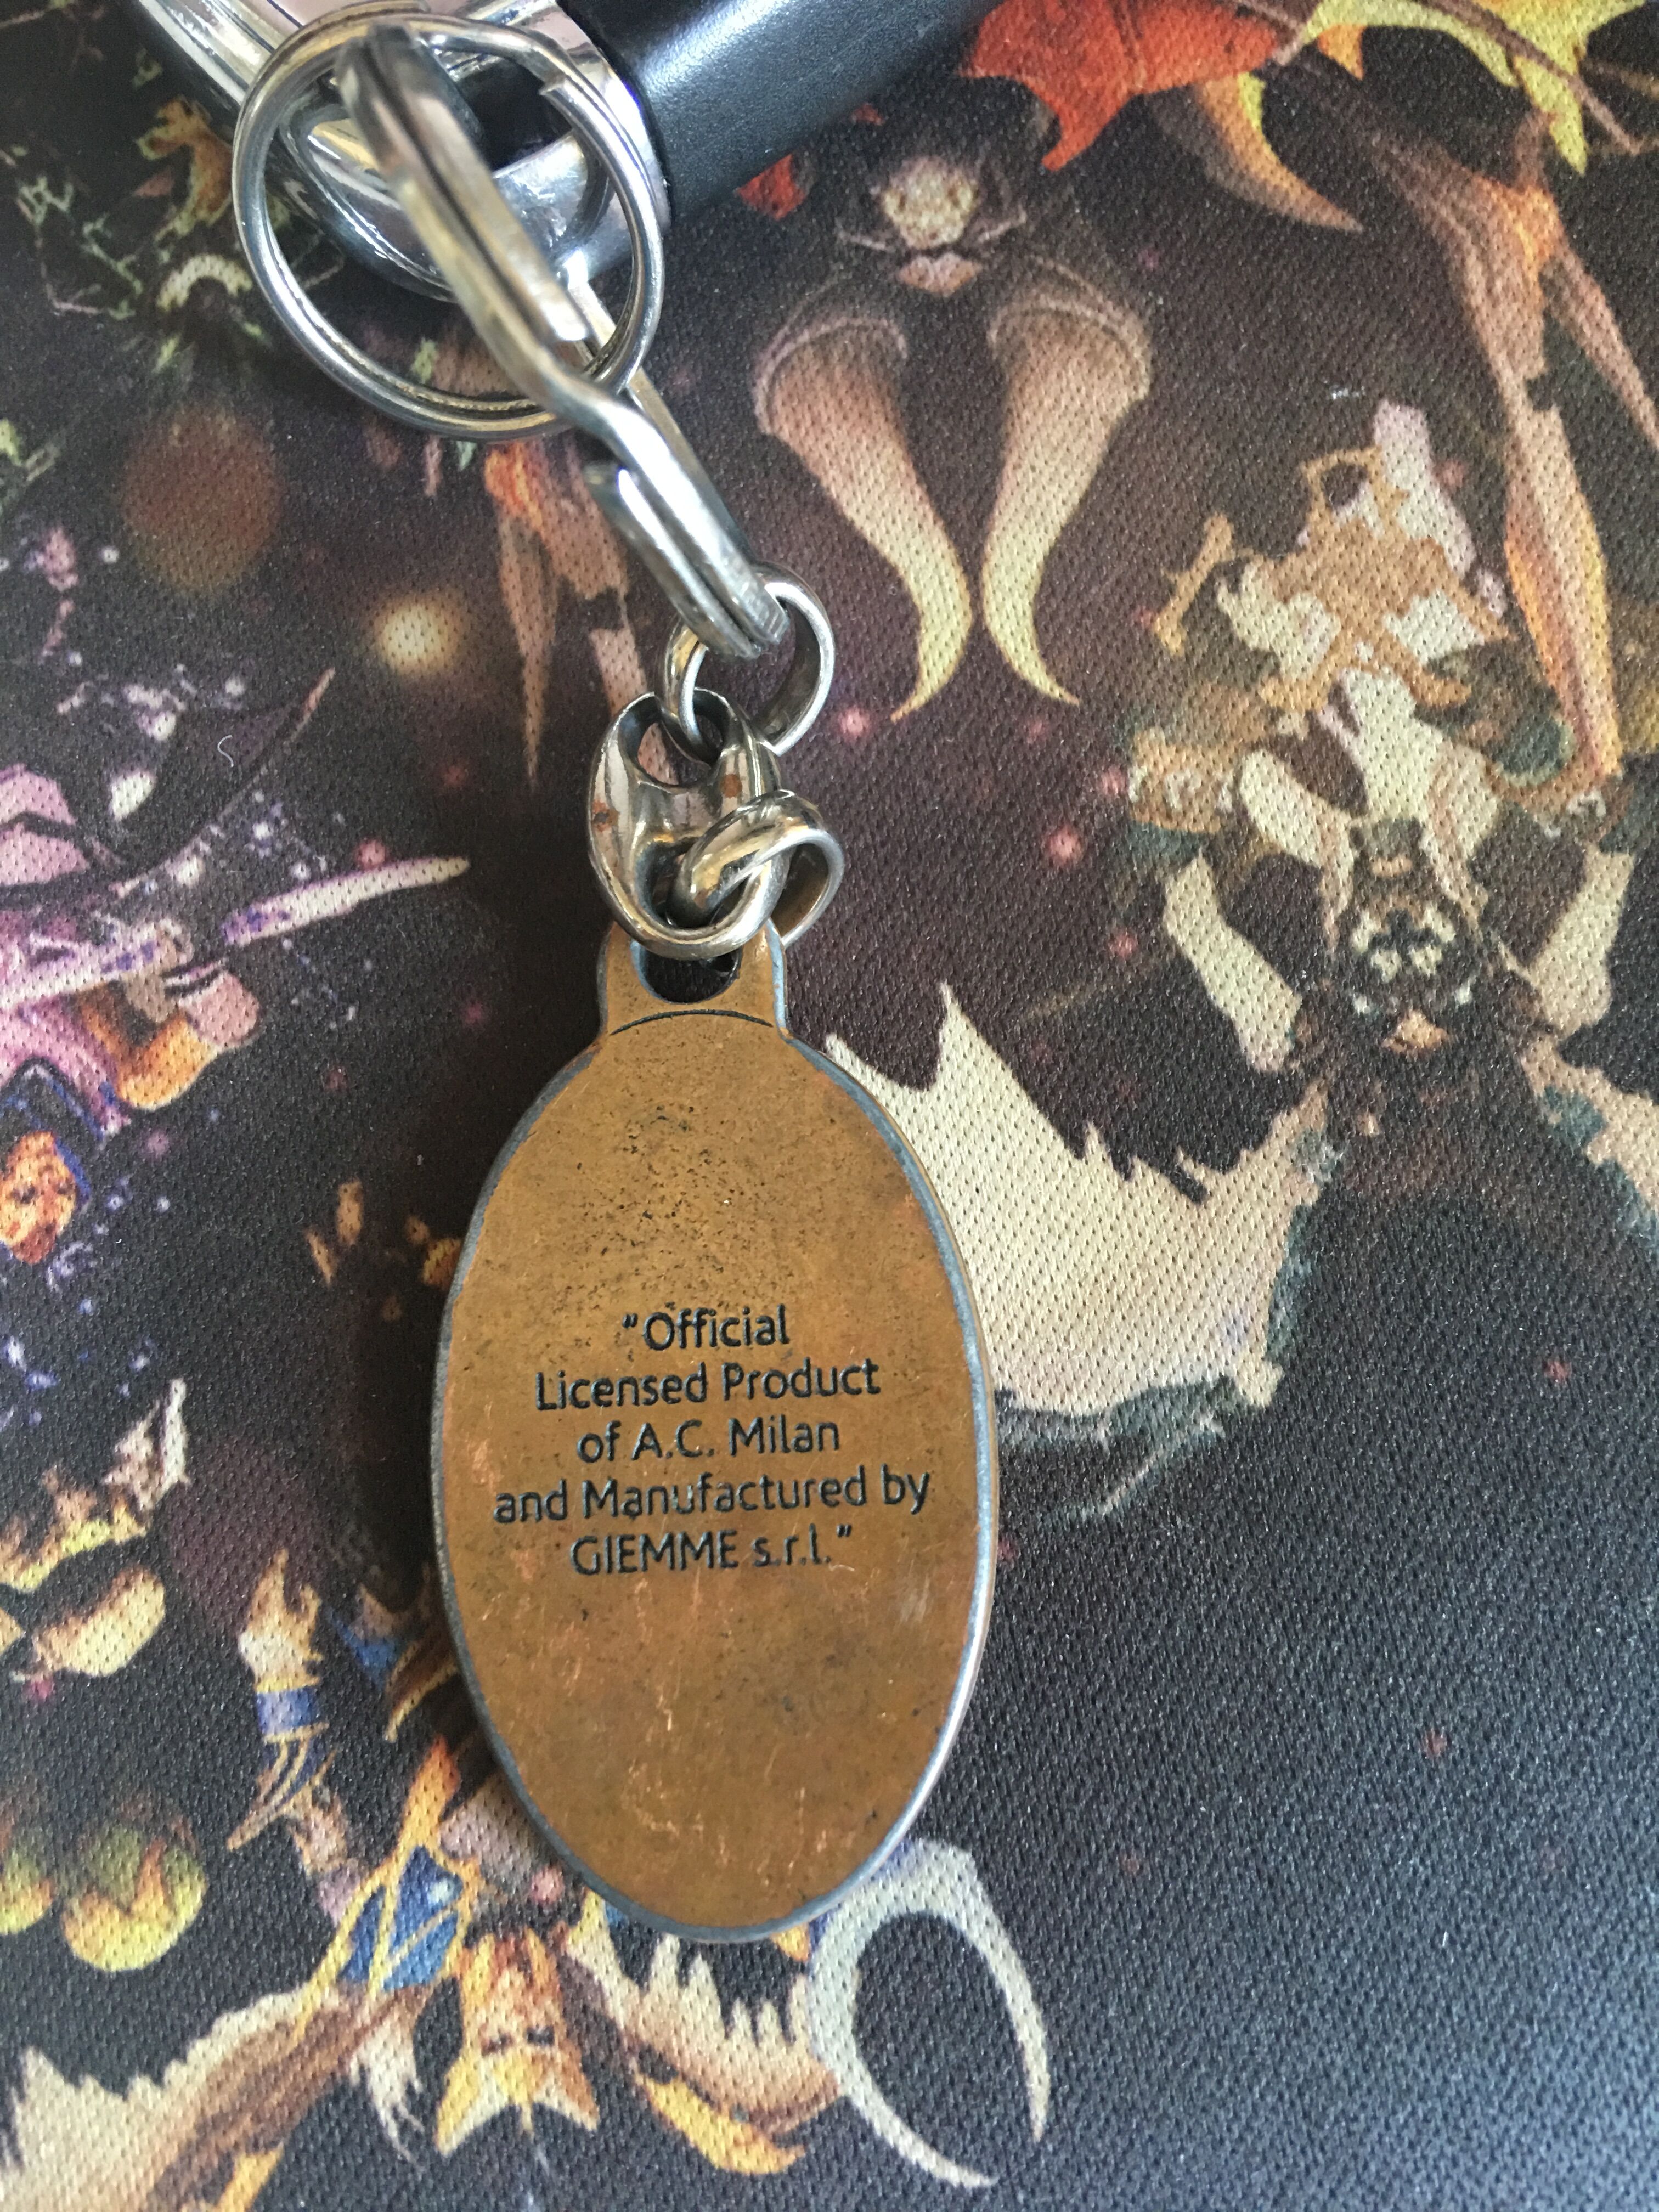 "Official
Licensed Product
of A.C. Milan
and Manufactured by
GIEMME s.r.l."